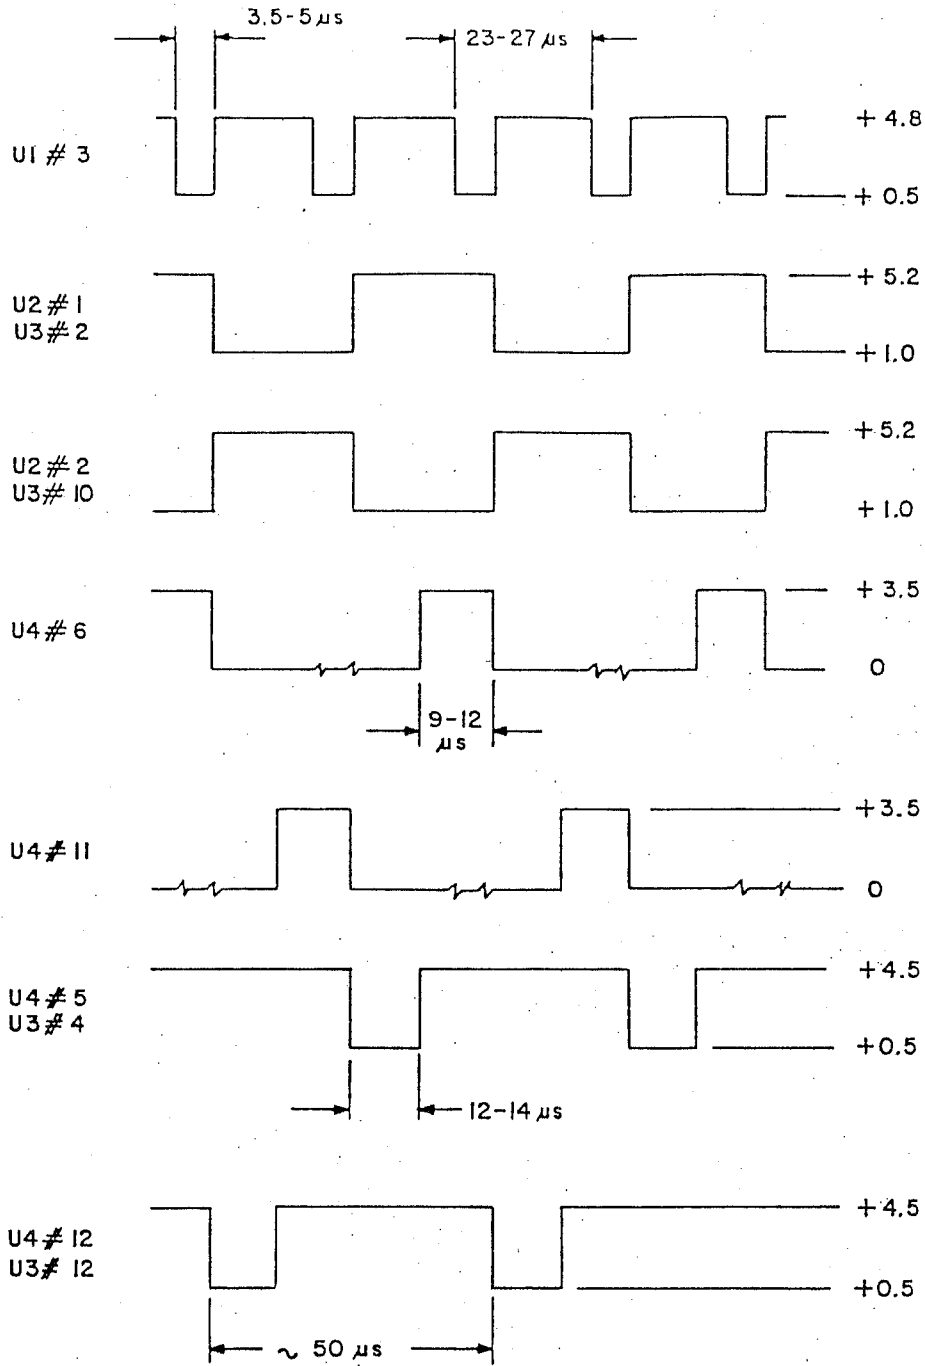 3.5-5 µs
23-27 µs
U1 # 3
+ 4.8
+ 0.5
U2 # 1
U3 # 2
+ 5.2
+ 1.0
U2 # 2
U3 # 10
+ 5.2
+ 1.0
U4 # 6
+ 3.5
0
9-12
µs
U4 # 11
+ 3.5
0
U4 # 5
U3 # 4
+ 4.5
+ 0.5
12-14 µs
U4 # 12
U3 # 12
+ 4.5
+ 0.5
~ 50 µs